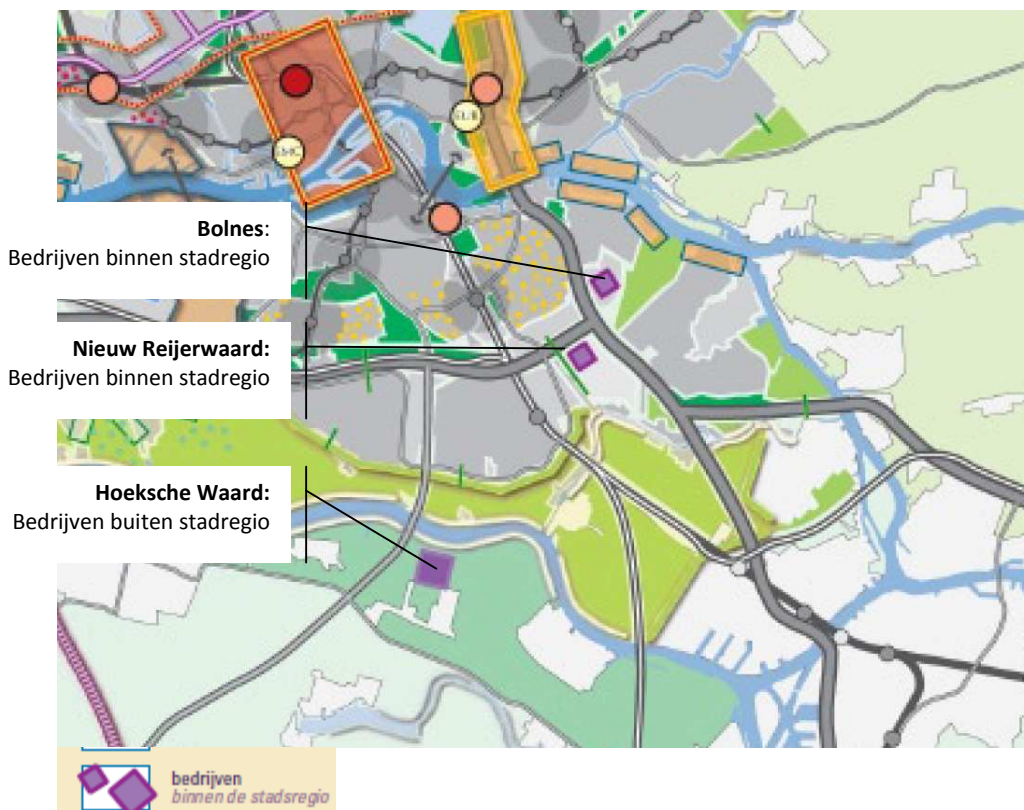 Bolnes:
Bedrijven binnen stadregio
Nieuw Reijerwaard:
Bedrijven binnen stadregio
Hoeksche Waard:
Bedrijven buiten stadregio
bedrijven
binnen de stadsregio